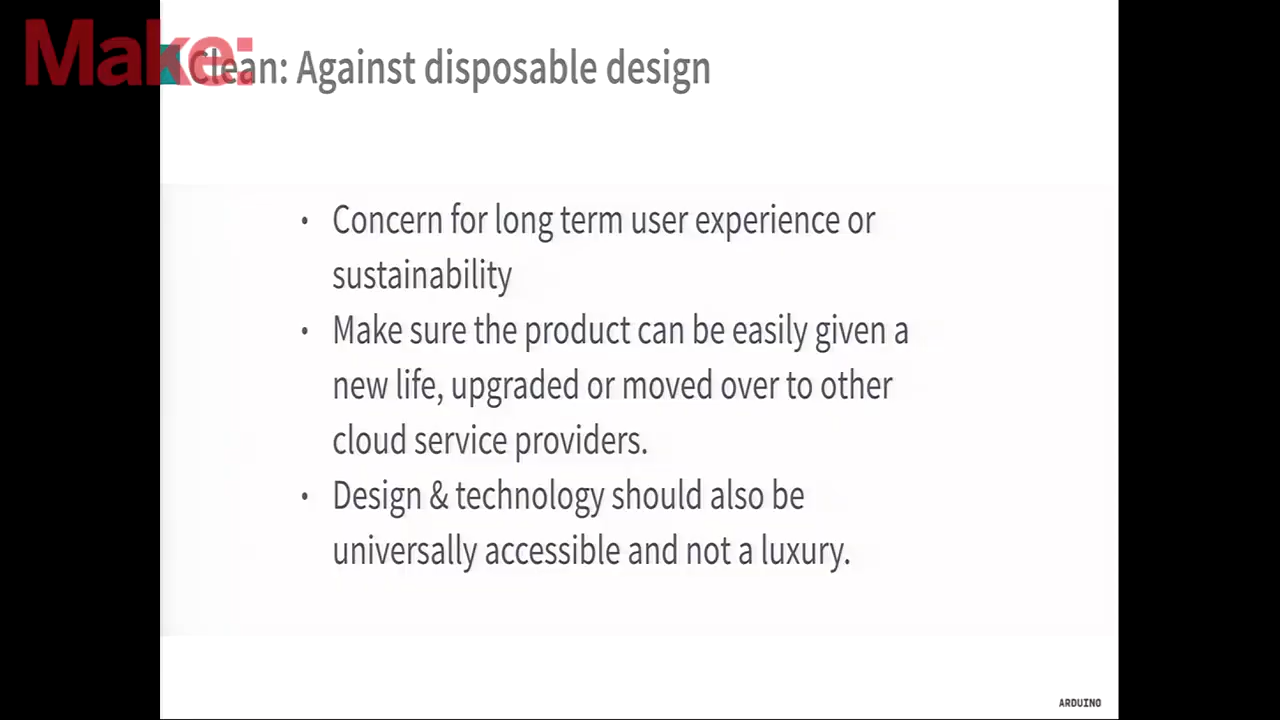 Make:
Clean: Against disposable design
• Concern for long term user experience or
sustainability
• Make sure the product can be easily given a
new life, upgraded or moved over to other
cloud service providers.
• Design & technology should also be
universally accessible and not a luxury.
ARDUINO